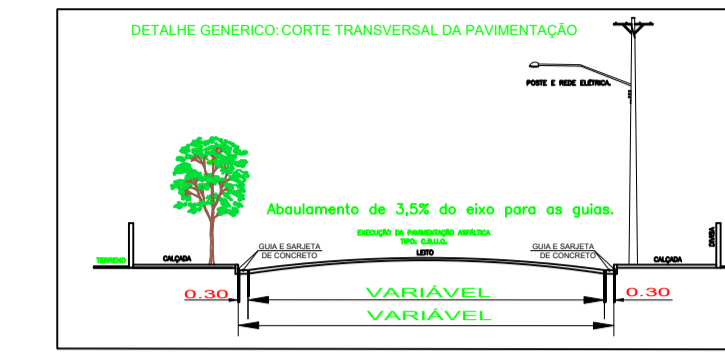 DETALHE GENERICO: CORTE TRANSVERSAL DA PAVIMENTAÇÃO
POSTE E REDE ELÉTRICA.
Abaulamento de 3,5% do eixo para as guias.
EXECUÇÃO DA PAVIMENTAÇÃO ASFÁLTICA
TIPO: C.B.U.Q.
DIVISA
GUIA E SARJETA
DE CONCRETO
LEITO
GUIA E SARJETA
DE CONCRETO
TERRENO
CALÇADA
CALÇADA
0.30
VARIÁVEL
0.30
VARIÁVEL